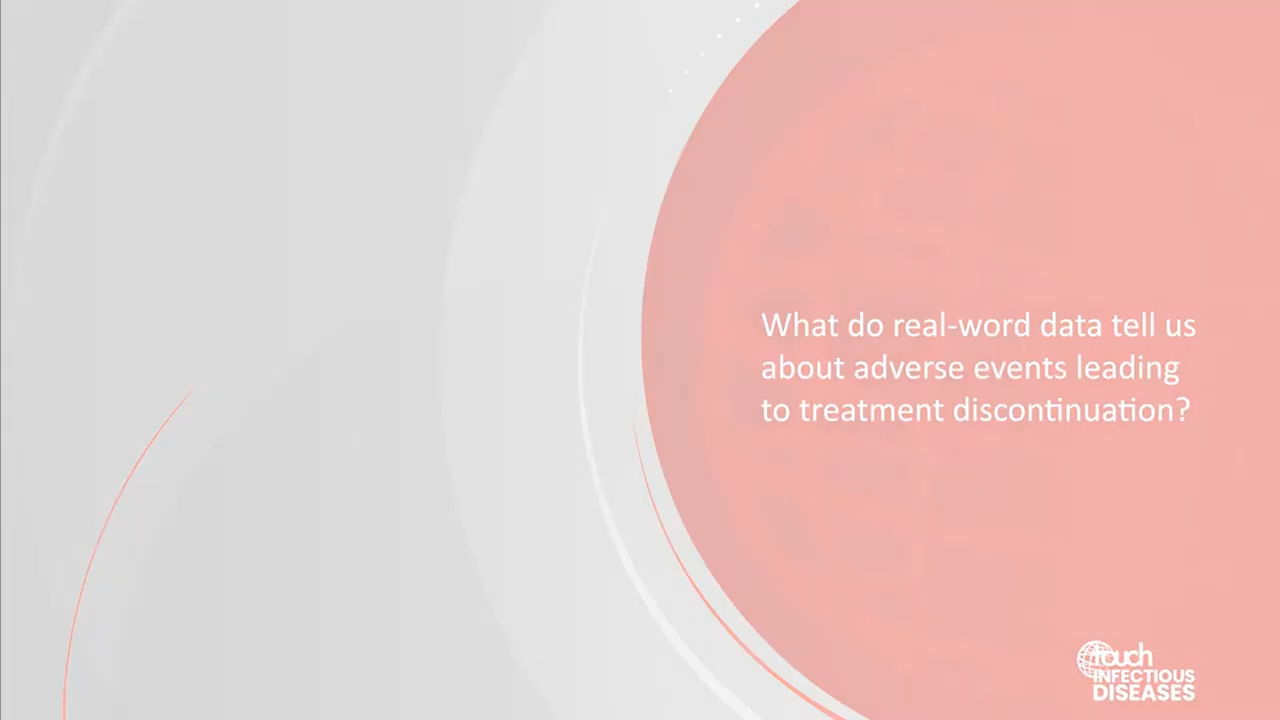 What do real-word data tell us
about adverse events leading
to treatment discontinuation?
touch
INFECTIOUS
DISEASES